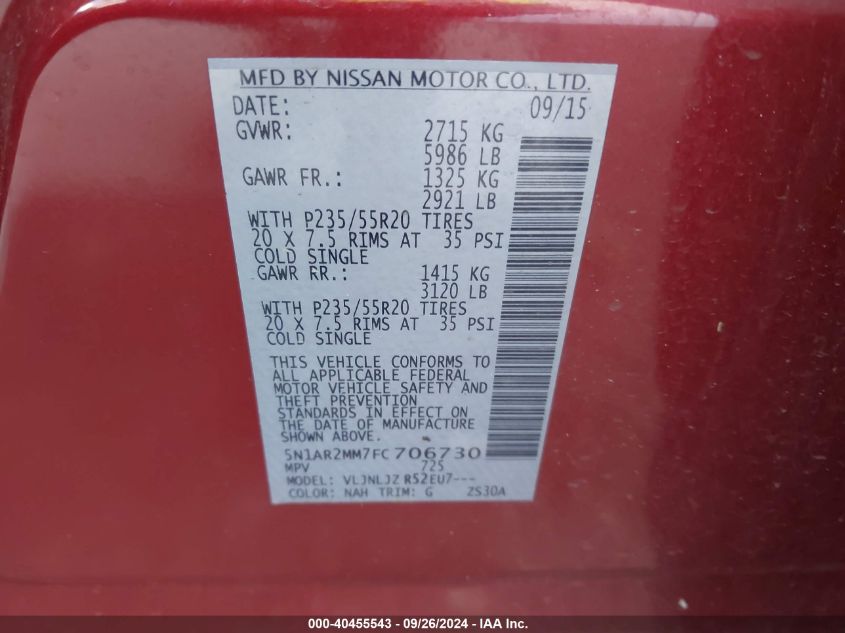 MFD BY NISSAN MOTOR CO., LTD.
DATE: 09/15
GVWR: 2715 KG
5986 LB
GAWR FR.: 1325 KG
2921 LB
WITH P235/55R20 TIRES
20 X 7.5 RIMS AT 35 PSI
COLD SINGLE
GAWR RR.: 1415 KG
3120 LB
WITH P235/55R20 TIRES
20 X 7.5 RIMS AT 35 PSI
COLD SINGLE
THIS VEHICLE CONFORMS TO
ALL APPLICABLE FEDERAL
MOTOR VEHICLE SAFETY AND
THEFT PREVENTION
STANDARDS IN EFFECT ON
THE DATE OF MANUFACTURE
SHOWN ABOVE.
5N1AR2MM7FC706730
MPV 725
MODEL: VLJNLJZ R52EU7---
COLOR: NAH TRIM: G ZS30A
000-40455543 - 09/26/2024 - IAA Inc.